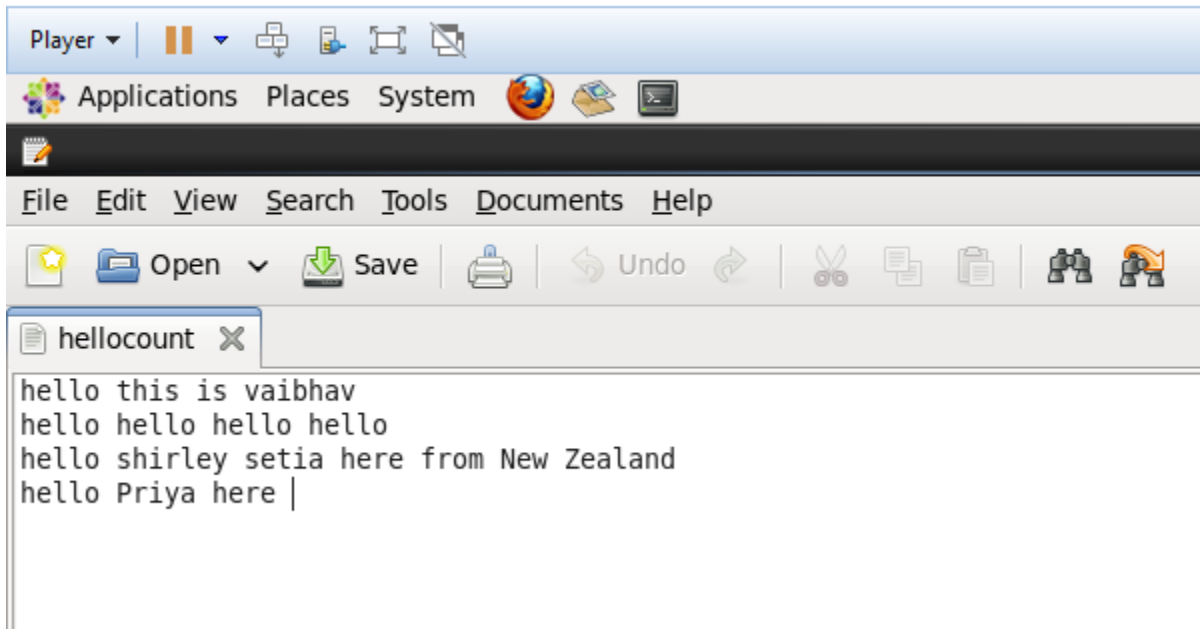 Player
Applications Places System
File Edit View Search Tools Documents Help
Open Save Undo
hellocount
hello this is vaibhav
hello hello hello hello
hello shirley setia here from New Zealand
hello Priya here